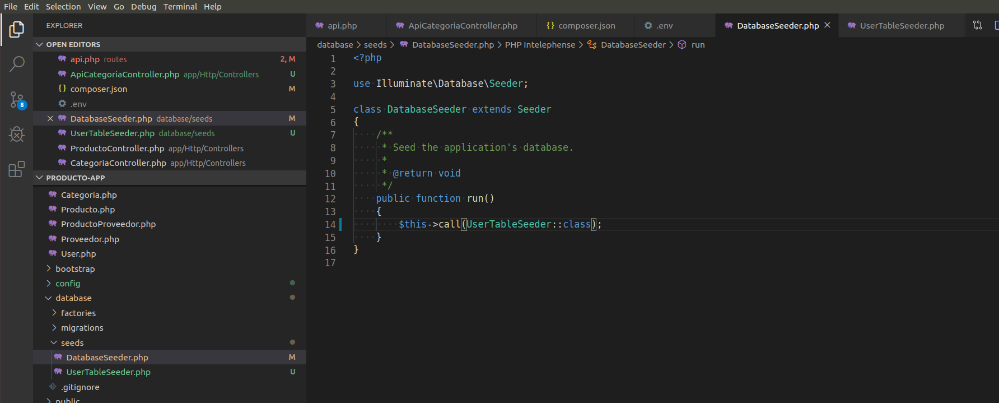 File Edit Selection View Go Debug Terminal Help
EXPLORER
OPEN EDITORS
api.php routes 2, M
ApiCategoriaController.php app/Http/Controllers U
{} composer.json M
.env
DatabaseSeeder.php database/seeds M
UserTableSeeder.php database/seeds U
ProductoController.php app/Http/Controllers
CategoriaController.php app/Http/Controllers
PRODUCTO-APP
Categoria.php
Producto.php
ProductoProveedor.php
Proveedor.php
User.php
bootstrap
config
database
factories
migrations
seeds
DatabaseSeeder.php M
UserTableSeeder.php U
.gitignore
public
8
api.php ApiCategoriaController.php {} composer.json .env DatabaseSeeder.php UserTableSeeder.php
database > seeds > DatabaseSeeder.php > PHP Intelephense > DatabaseSeeder > run
1 <?php
2
3 use Illuminate\Database\Seeder;
4
5 class DatabaseSeeder extends Seeder
6 {
7 /**
8 * Seed the application's database.
9 *
10 * @return void
11 */
12 public function run()
13 {
14 $this->call(UserTableSeeder::class);
15 }
16 }
17